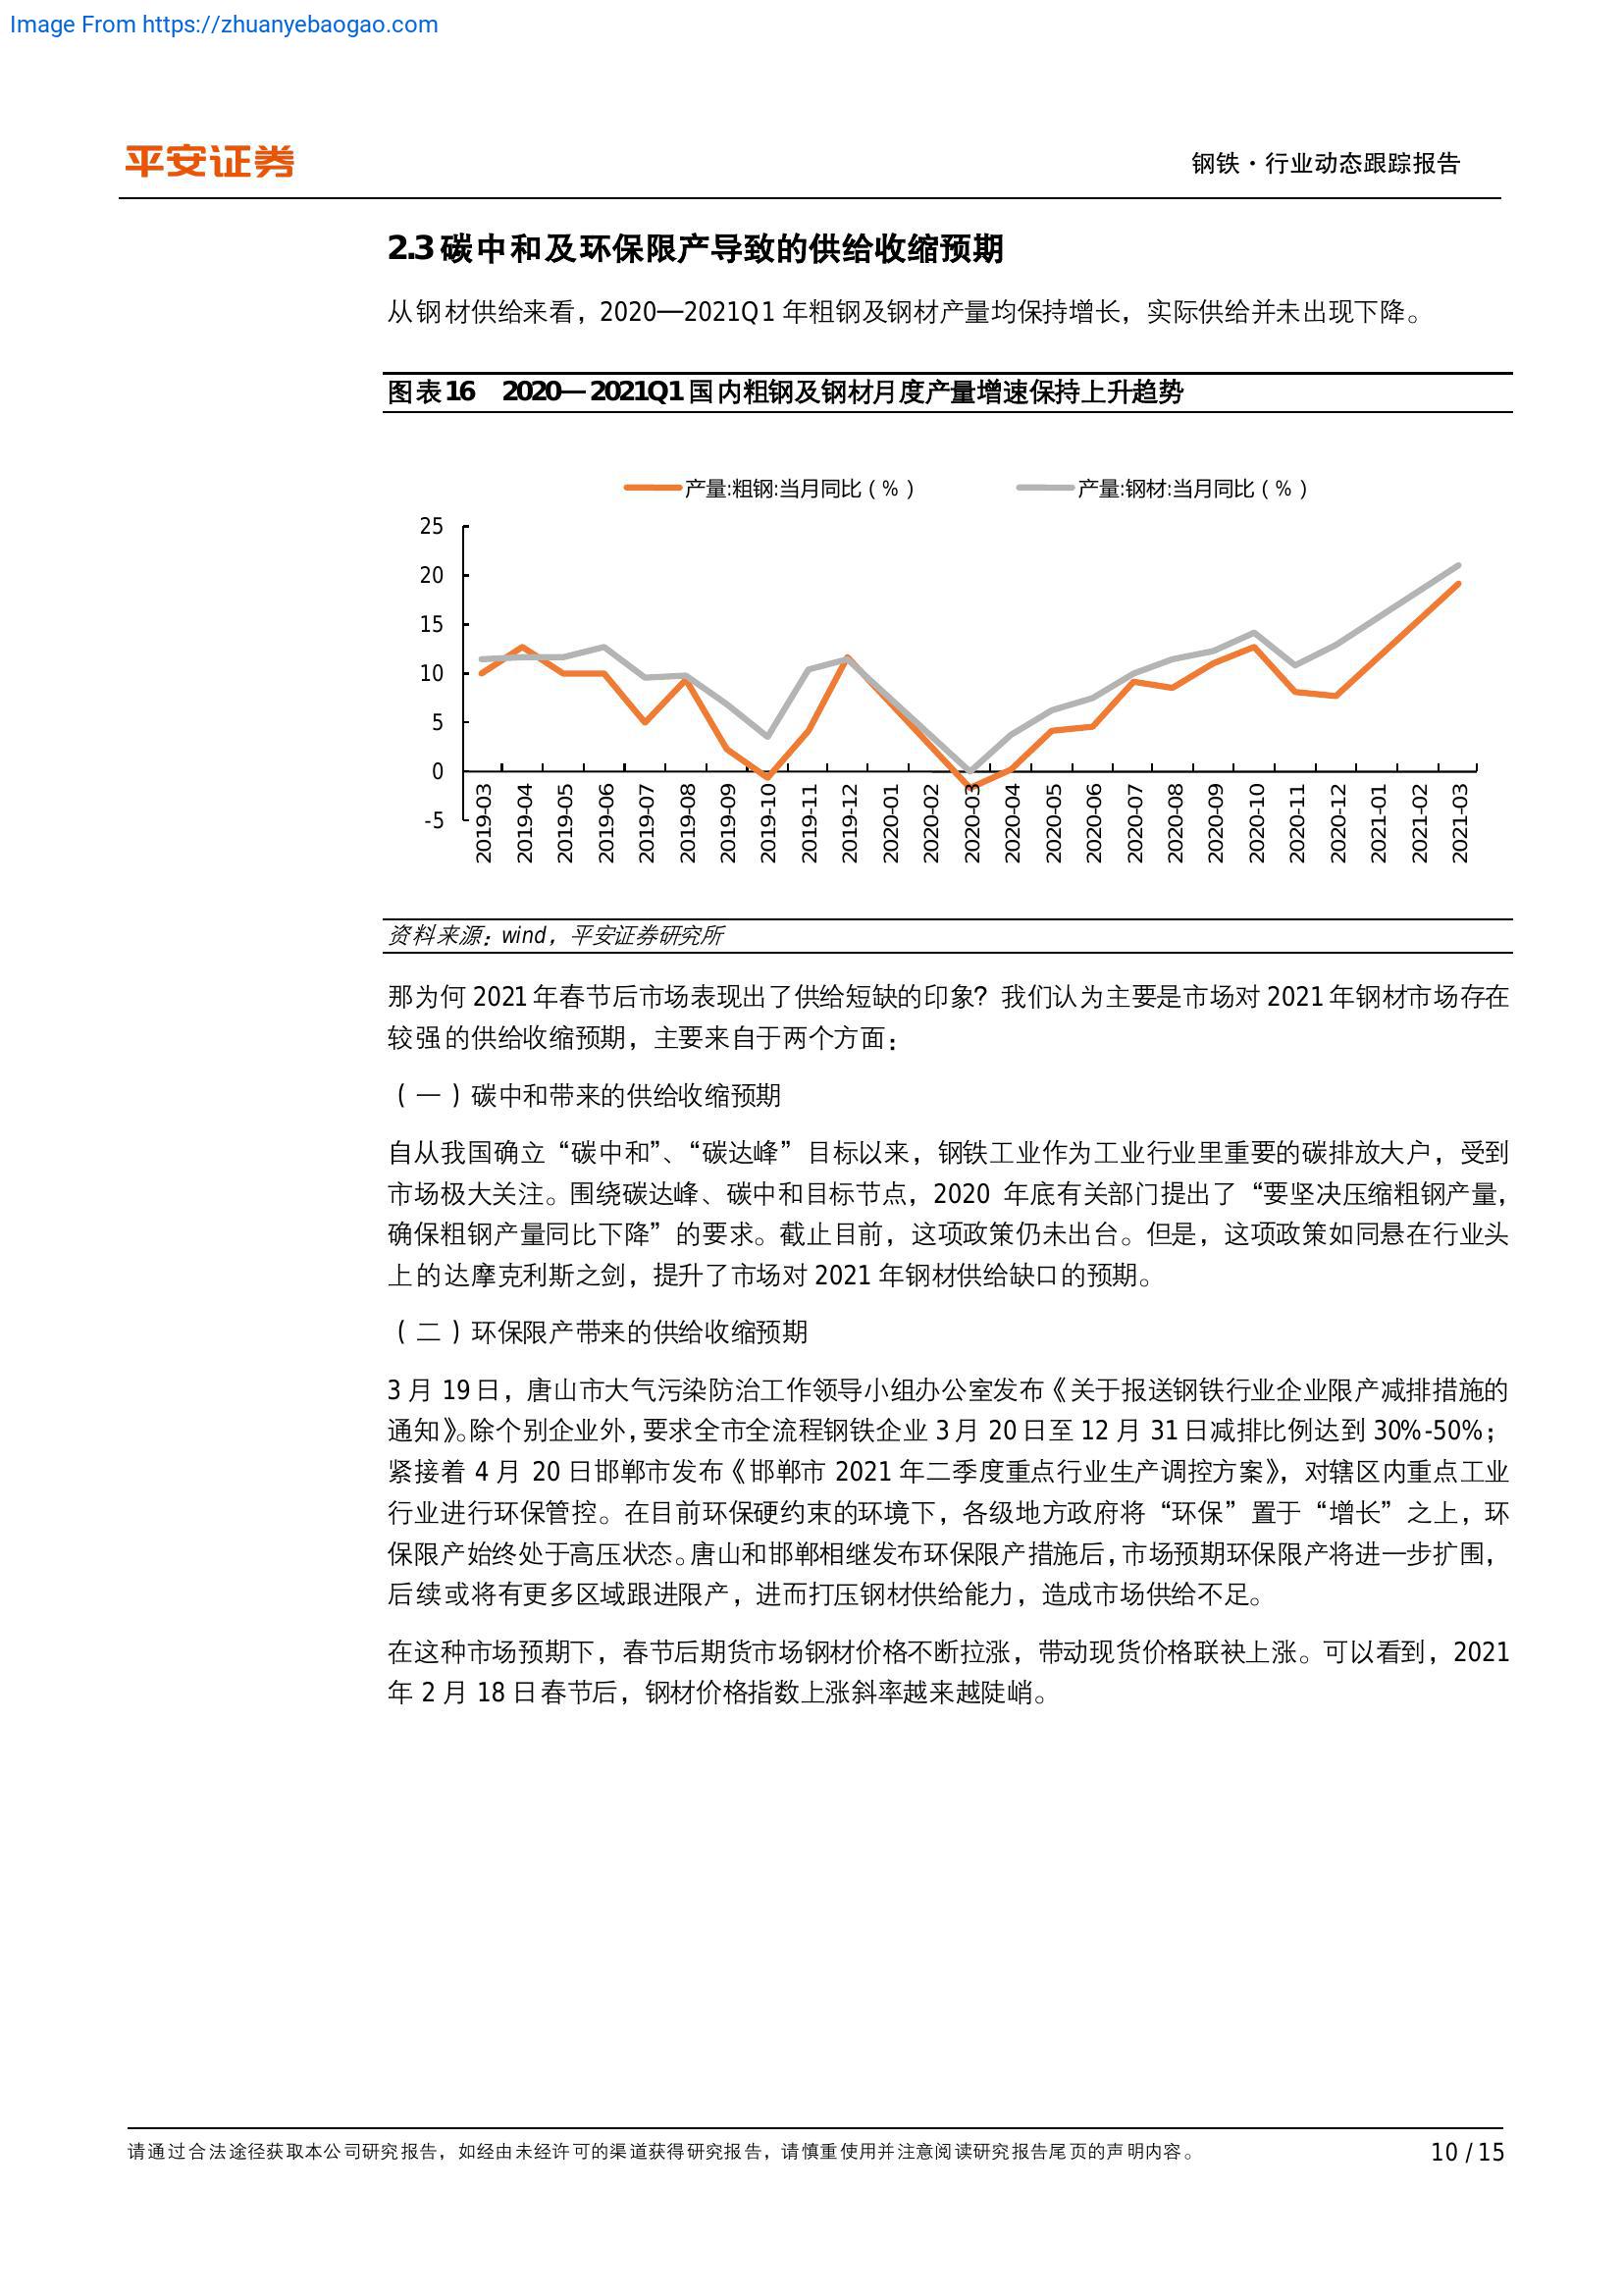 Image From https://zhuanyebaogao.com
平安证券
钢铁·行业动态跟踪报告
2.3 碳中和及环保限产导致的供给收缩预期
从钢材供给来看，2020—2021Q1 年粗钢及钢材产量均保持增长，实际供给并未出现下降。
图表16 2020—2021Q1 国内粗钢及钢材月度产量增速保持上升趋势
产量:粗钢:当月同比（%） 产量:钢材:当月同比（%）
25
20
15
10
5
0
-5
2019-03 2019-04 2019-05 2019-06 2019-07 2019-08 2019-09 2019-10 2019-11 2019-12 2020-01 2020-02 2020-03 2020-04 2020-05 2020-06 2020-07 2020-08 2020-09 2020-10 2020-11 2020-12 2021-01 2021-02 2021-03
资料来源：wind，平安证券研究所
那为何 2021 年春节后市场表现出了供给短缺的印象？我们认为主要是市场对 2021 年钢材市场存在
较强的供给收缩预期，主要来自于两个方面：
（一）碳中和带来的供给收缩预期
自从我国确立“碳中和”、“碳达峰”目标以来，钢铁工业作为工业行业里重要的碳排放大户，受到
市场极大关注。围绕碳达峰、碳中和目标节点，2020 年底有关部门提出了“要坚决压缩粗钢产量，
确保粗钢产量同比下降”的要求。截止目前，这项政策仍未出台。但是，这项政策如同悬在行业头
上的达摩克利斯之剑，提升了市场对 2021 年钢材供给缺口的预期。
（二）环保限产带来的供给收缩预期
3 月 19 日，唐山市大气污染防治工作领导小组办公室发布《关于报送钢铁行业企业限产减排措施的
通知》。除个别企业外，要求全市全流程钢铁企业 3 月 20 日至 12 月 31 日减排比例达到 30%-50%；
紧接着 4 月 20 日邯郸市发布《邯郸市 2021 年二季度重点行业生产调控方案》，对辖区内重点工业
行业进行环保管控。在目前环保硬约束的环境下，各级地方政府将“环保”置于“增长”之上，环
保限产始终处于高压状态。唐山和邯郸相继发布环保限产措施后，市场预期环保限产将进一步扩围，
后续或将有更多区域跟进限产，进而打压钢材供给能力，造成市场供给不足。
在这种市场预期下，春节后期货市场钢材价格不断拉涨，带动现货价格联袂上涨。可以看到，2021
年 2 月 18 日春节后，钢材价格指数上涨斜率越来越陡峭。
请通过合法途径获取本公司研究报告，如经由未经许可的渠道获得研究报告，请慎重使用并注意阅读研究报告尾页的声明内容。
10 / 15